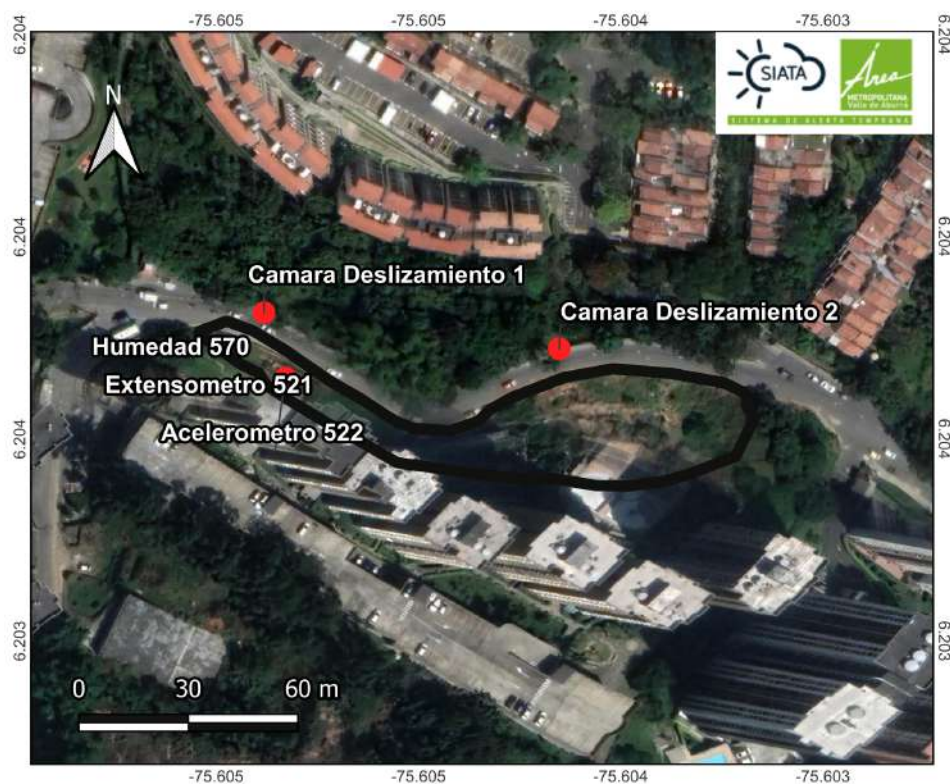 -75.605 -75.605 -75.604 -75.603
6.204 6.204
SIATA
Área
METROPOLITANA
Valle de Aburrá
SISTEMA DE ALERTA TEMPRANA
N
6.204 6.204
Camara Deslizamiento 1
Camara Deslizamiento 2
Humedad 570
Extensometro 521
Acelerometro 522
6.204 6.204
6.203 6.203
0 30 60 m
-75.605 -75.605 -75.604 -75.603